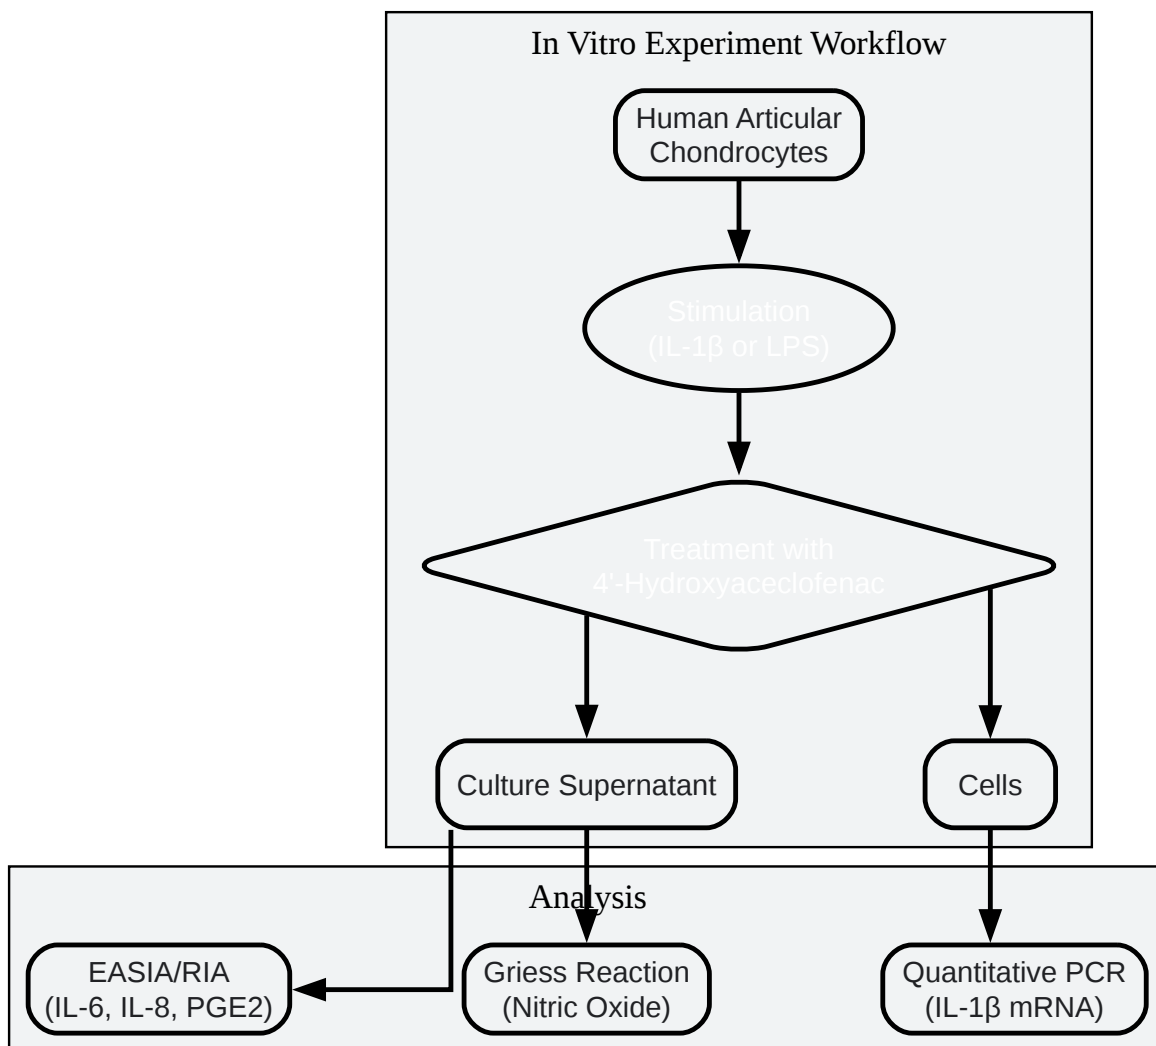 In Vitro Experiment Workflow
Human Articular
Chondrocytes
Stimulation
(IL-1β or LPS)
Treatment with
4'-Hydroxyaceclofenac
Culture Supernatant
Cells
Analysis
EASIA/RIA
(IL-6, IL-8, PGE2)
Griess Reaction
(Nitric Oxide)
Quantitative PCR
(IL-1β mRNA)